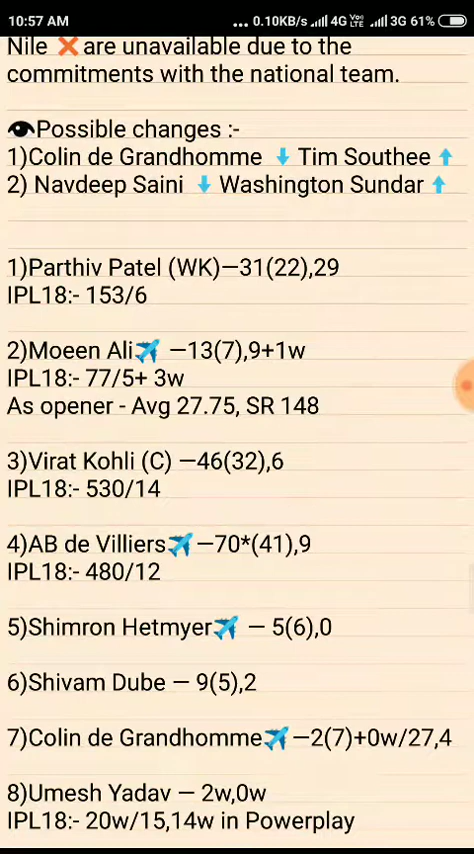 10:57 AM ... 0.10KB/s 4G VoLTE 3G 61%
Nile ❌are unavailable due to the
commitments with the national team.
👁Possible changes :-
1)Colin de Grandhomme ⬇ Tim Southee ⬆
2) Navdeep Saini ⬇ Washington Sundar ⬆
1)Parthiv Patel (WK)—31(22),29
IPL18:- 153/6
2)Moeen Ali✈ —13(7),9+1w
IPL18:- 77/5+ 3w
As opener - Avg 27.75, SR 148
3)Virat Kohli (C) —46(32),6
IPL18:- 530/14
4)AB de Villiers✈—70*(41),9
IPL18:- 480/12
5)Shimron Hetmyer✈ — 5(6),0
6)Shivam Dube — 9(5),2
7)Colin de Grandhomme✈—2(7)+0w/27,4
8)Umesh Yadav — 2w,0w
IPL18:- 20w/15,14w in Powerplay